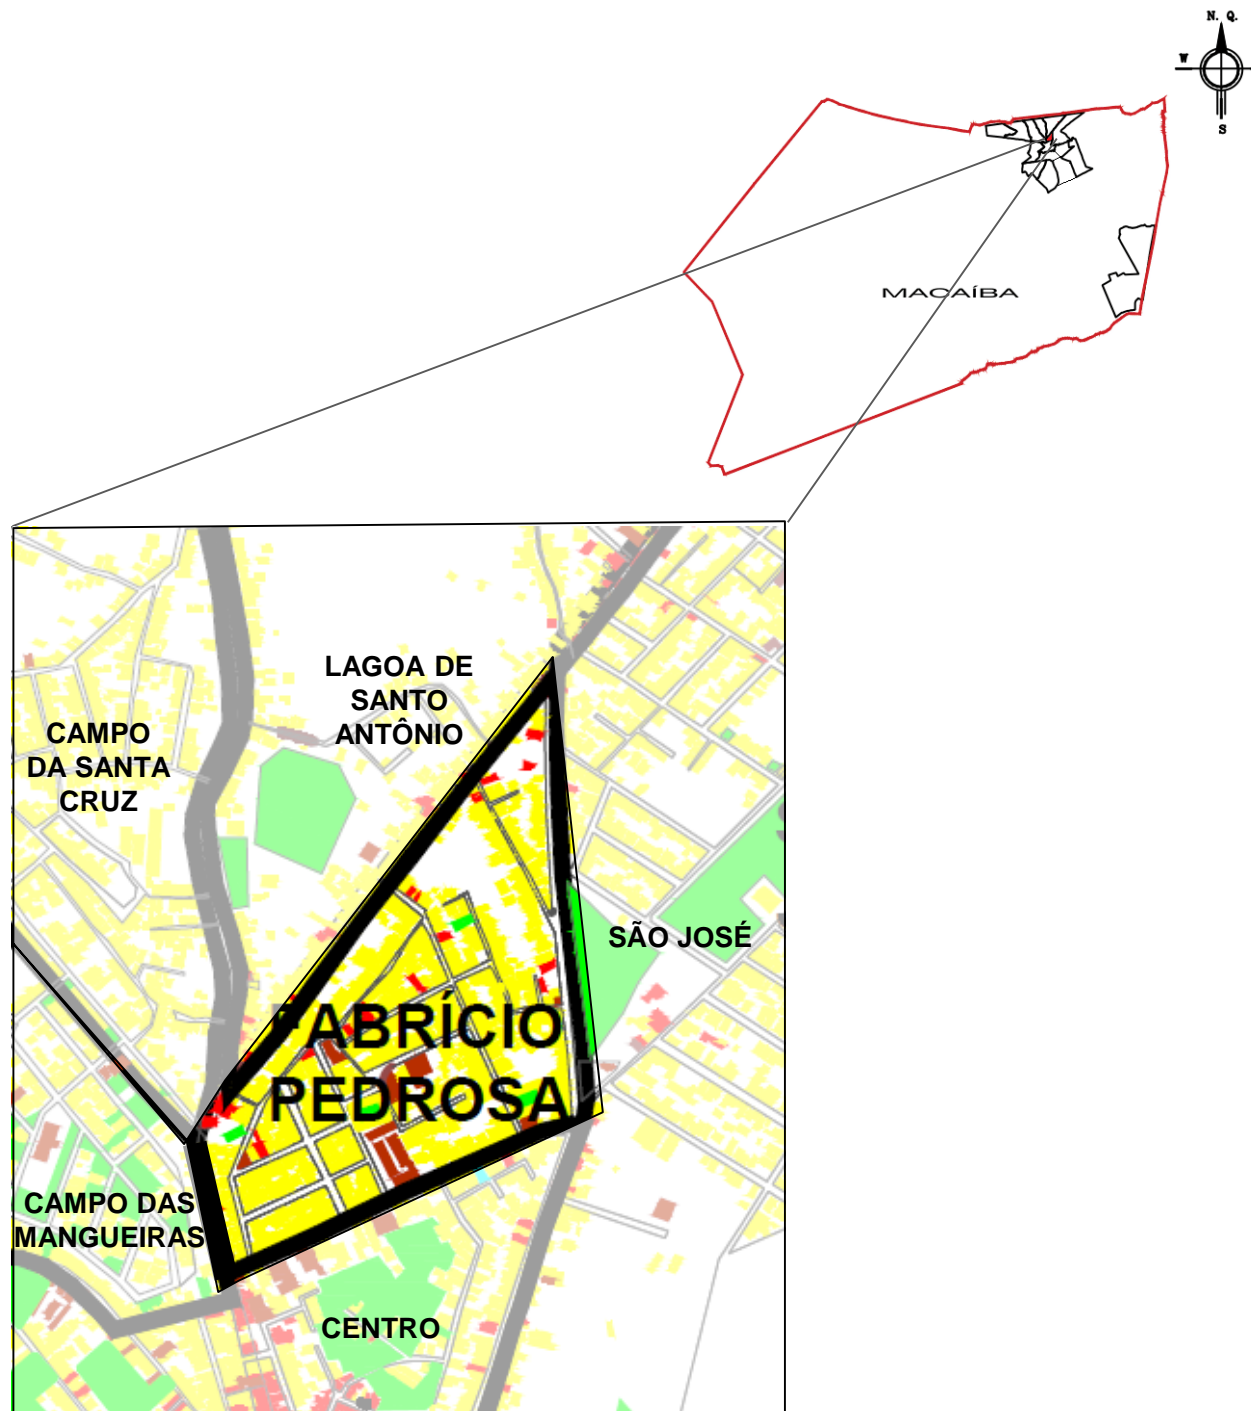 N. Q.
W
S
MACAÍBA
LAGOA DE
SANTO
ANTÔNIO
CAMPO
DA SANTA
CRUZ
SÃO JOSÉ
FABRÍCIO
PEDROSA
CAMPO DAS
MANGUEIRAS
CENTRO